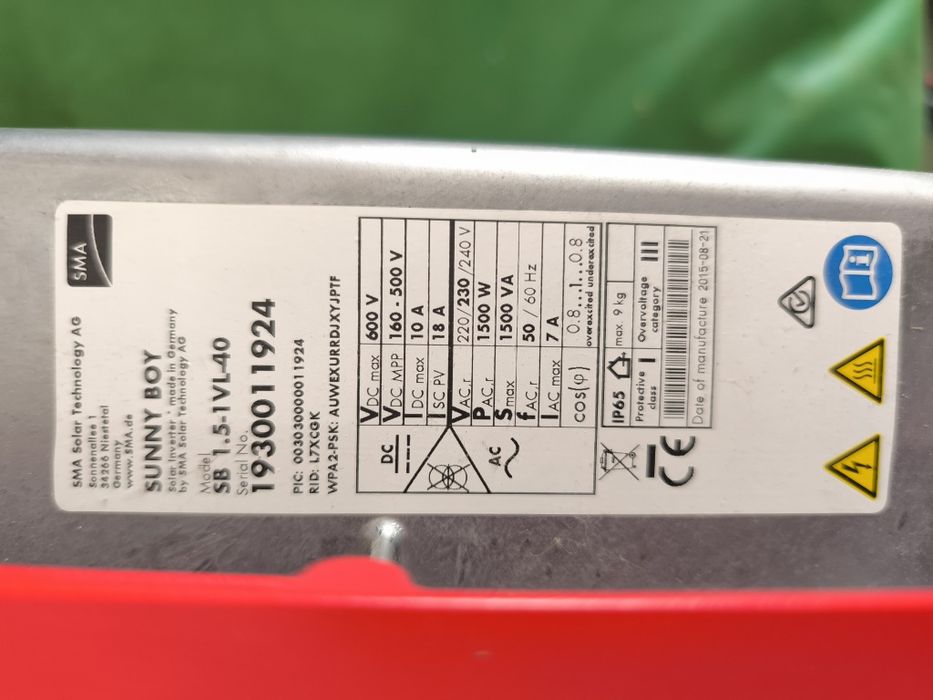 SMA
SMA Solar Technology AG
Sonnenallee 1
34266 Niestetal
Germany
www.SMA.de
SUNNY BOY
Solar Inverter • made in Germany
by SMA Solar Technology AG
Model
SB 1.5-1VL-40
Serial No.
1930011924
PIC: 003030000011924
RID: L7XCGK
WPA2-PSK: AUWEXURRDJXYJPTF
DC
VDC max 600 V
VDC MPP 160 - 500 V
IDC max 10 A
ISC PV 18 A
AC
VAC,r 220/230/240 V
PAC,r 1500 W
Smax 1500 VA
fAC,r 50 / 60 Hz
IAC max 7 A
cos(φ) 0.8...1...0.8
overexcited underexcited
IP65 max. 9 kg
Protective class I Overvoltage category III
CE
Date of manufacture 2015-08-21